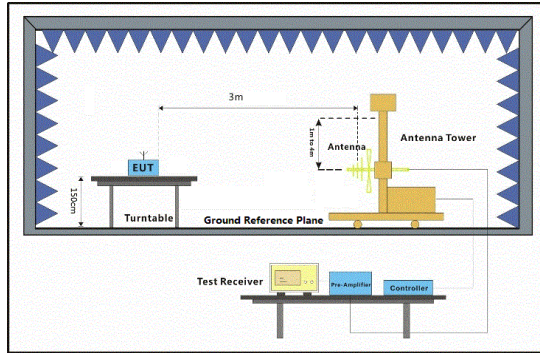 3m
1m to 4m
Antenna
Antenna Tower
EUT
150cm
Turntable
Ground Reference Plane
Test Receiver
Pre-Amplifier
Controller